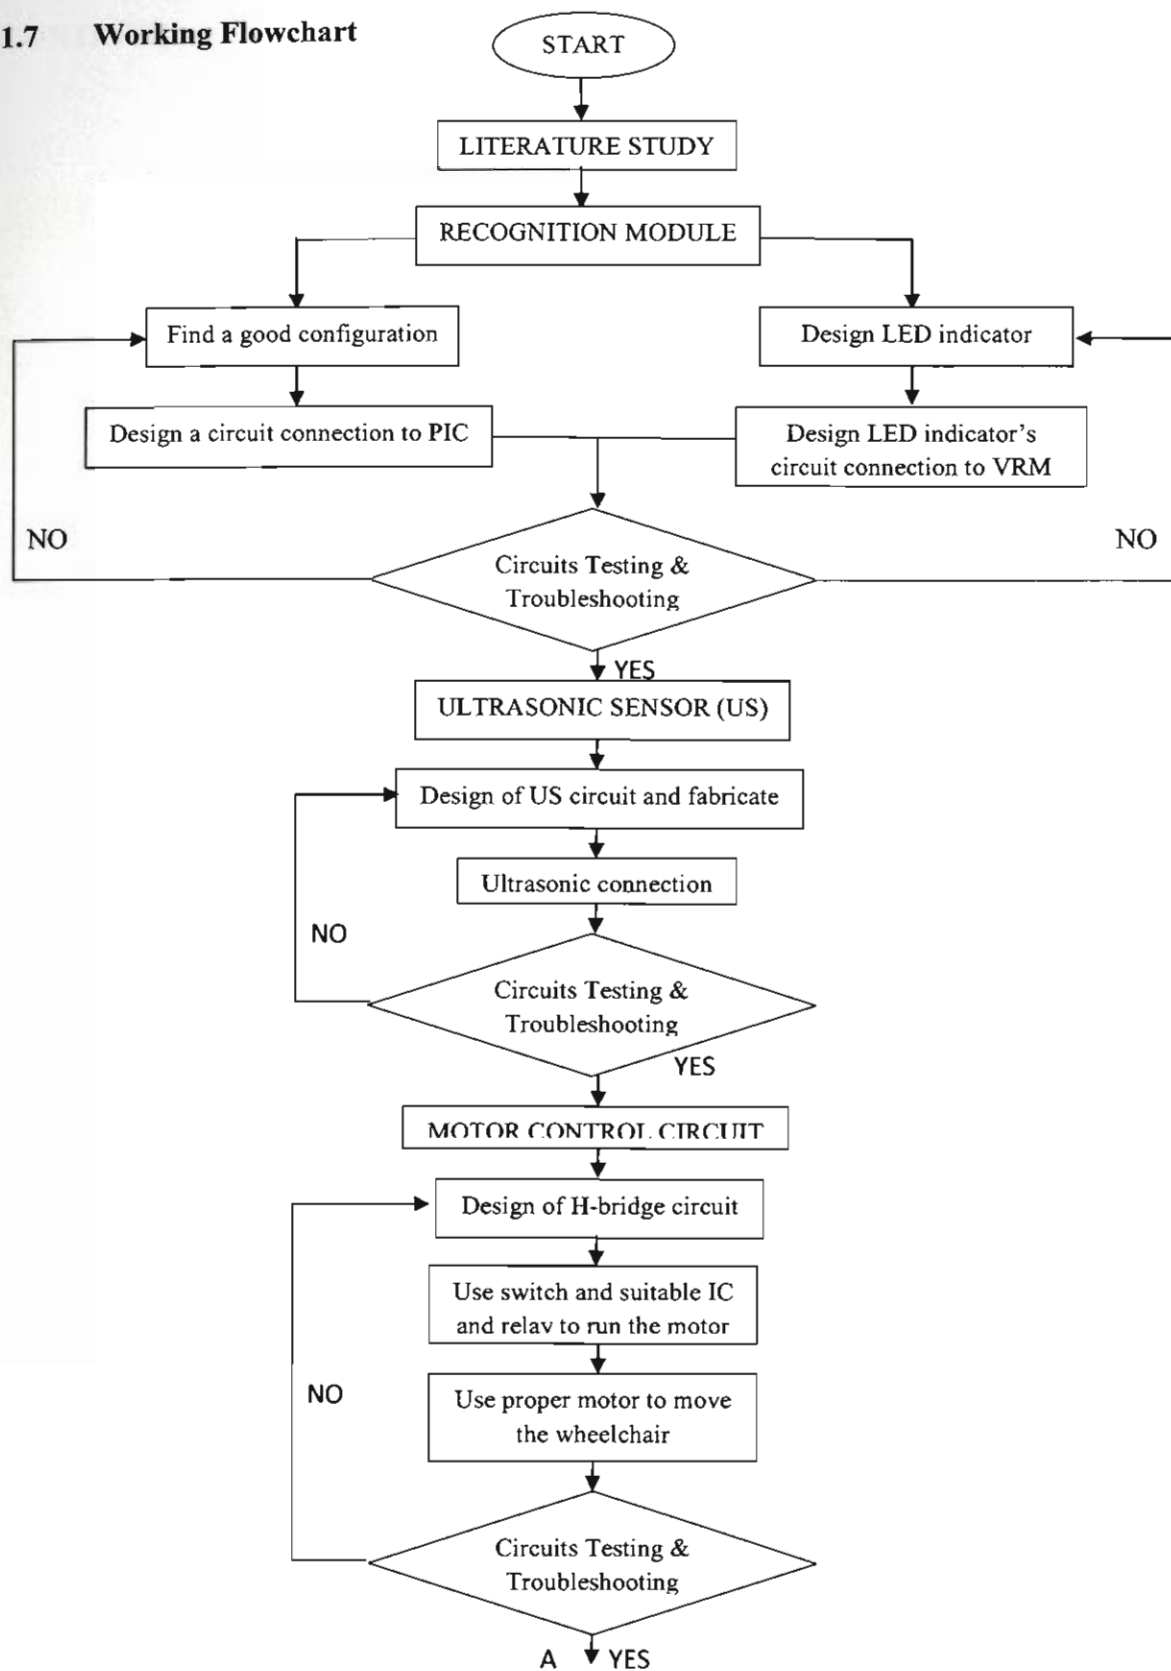 1.7 Working Flowchart
START
LITERATURE STUDY
RECOGNITION MODULE
Find a good configuration
Design LED indicator
Design a circuit connection to PIC
Design LED indicator's
circuit connection to VRM
NO
NO
Circuits Testing &
Troubleshooting
YES
ULTRASONIC SENSOR (US)
Design of US circuit and fabricate
Ultrasonic connection
NO
Circuits Testing &
Troubleshooting
YES
MOTOR CONTROL CIRCUIT
Design of H-bridge circuit
Use switch and suitable IC
and relay to run the motor
NO
Use proper motor to move
the wheelchair
Circuits Testing &
Troubleshooting
A YES